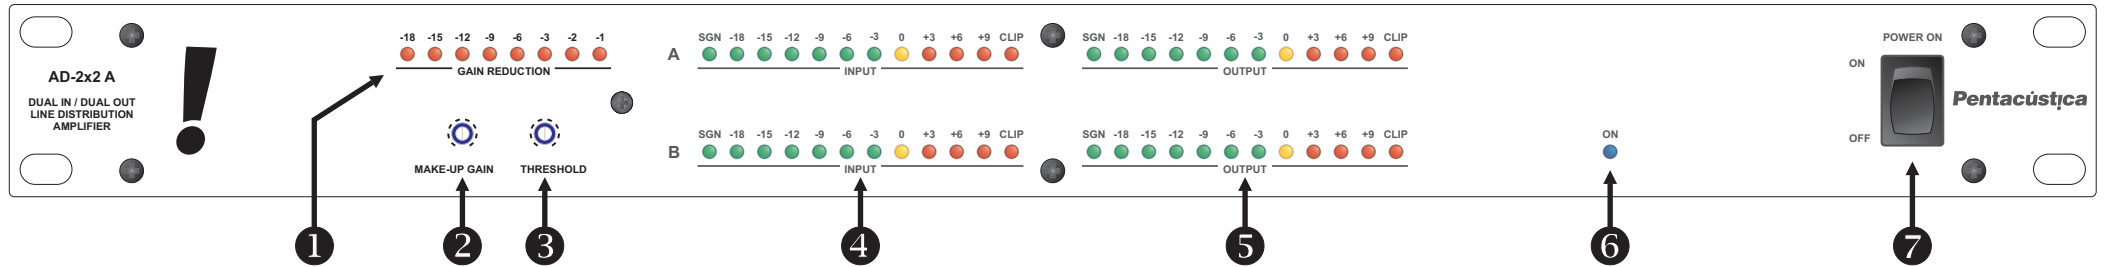 AD-2x2 A
DUAL IN / DUAL OUT
LINE DISTRIBUTION
AMPLIFIER
-18 -15 -12 -9 -6 -3 -2 -1
GAIN REDUCTION
MAKE-UP GAIN
THRESHOLD
A
SGN -18 -15 -12 -9 -6 -3 0 +3 +6 +9 CLIP
INPUT
SGN -18 -15 -12 -9 -6 -3 0 +3 +6 +9 CLIP
OUTPUT
B
SGN -18 -15 -12 -9 -6 -3 0 +3 +6 +9 CLIP
INPUT
SGN -18 -15 -12 -9 -6 -3 0 +3 +6 +9 CLIP
OUTPUT
ON
POWER ON
ON
OFF
Pentacústica
1 2 3 4 5 6 7